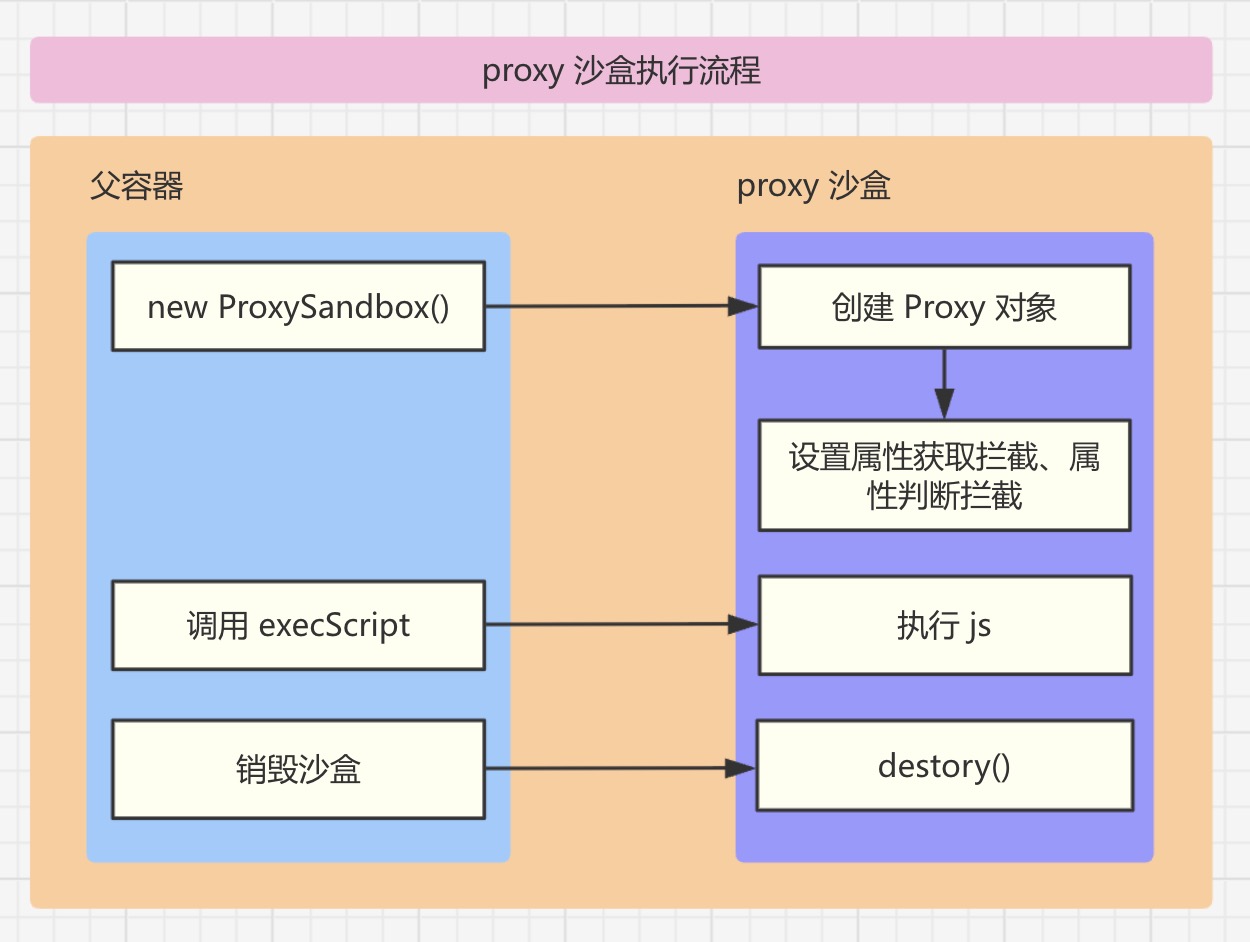 proxy 沙盒执行流程
父容器
proxy 沙盒
new ProxySandbox()
创建 Proxy 对象
设置属性获取拦截、属
性判断拦截
调用 execScript
执行 js
销毁沙盒
destory()